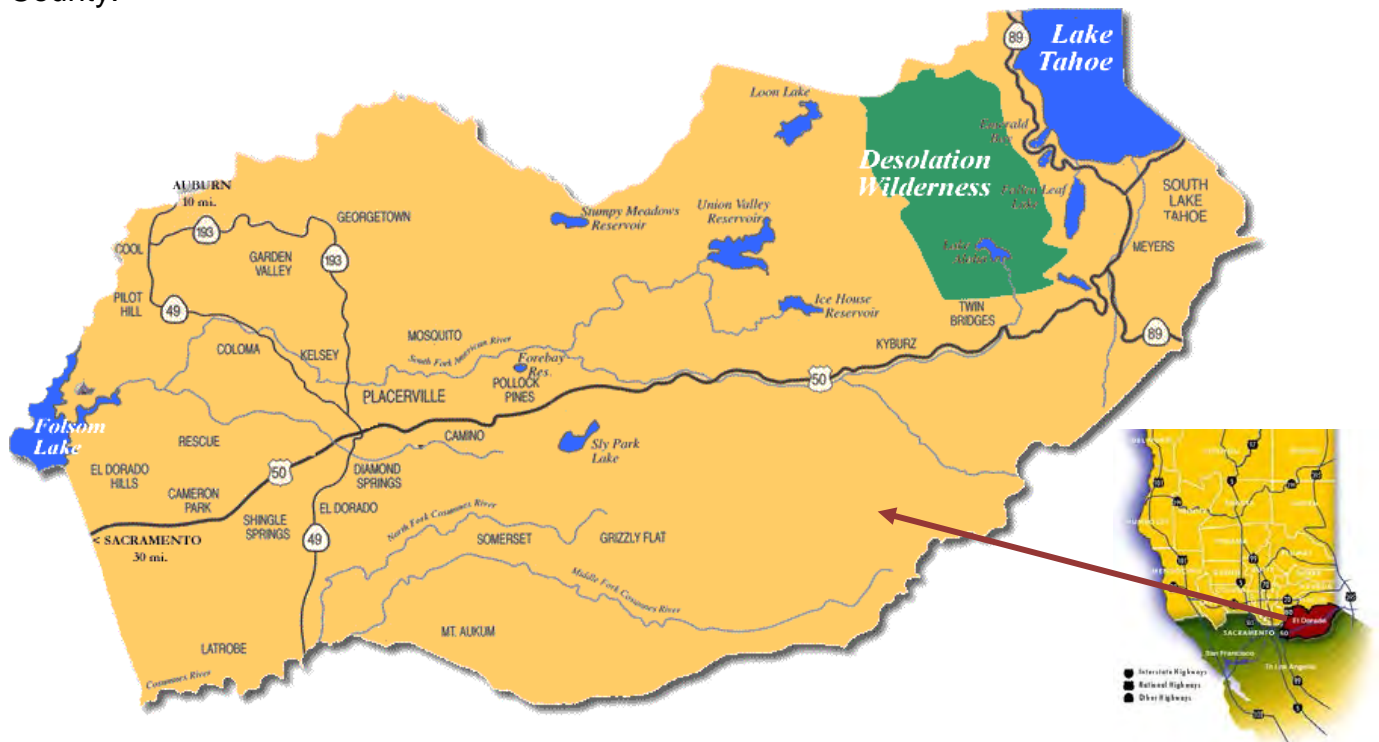 County.
89
Lake
Tahoe
Loon Lake
Emerald
Bay
Desolation
Wilderness
Fallen Leaf
Lake
SOUTH
LAKE
TAHOE
AUBURN
10 mi.
193
GEORGETOWN
Stumpy Meadows
Reservoir
Union Valley
Reservoir
COOL
GARDEN
VALLEY
193
Lake
Aloha
MEYERS
PILOT
HILL
49
Ice House
Reservoir
TWIN
BRIDGES
MOSQUITO
South Fork American River
COLOMA
KELSEY
Forebay
Res.
KYBURZ
89
PLACERVILLE
POLLOCK
PINES
50
Folsom
Lake
RESCUE
CAMINO
Sly Park
Lake
EL DORADO
HILLS
50
DIAMOND
SPRINGS
CAMERON
PARK
EL DORADO
SHINGLE
SPRINGS
North Fork Cosumnes River
< SACRAMENTO
30 mi.
49
SOMERSET
GRIZZLY FLAT
Middle Fork Cosumnes River
MT. AUKUM
LATROBE
Cosumnes River
El Dorado
SACRAMENTO
San Francisco
To Los Angeles
Interstate Highways
National Highways
Other Highways